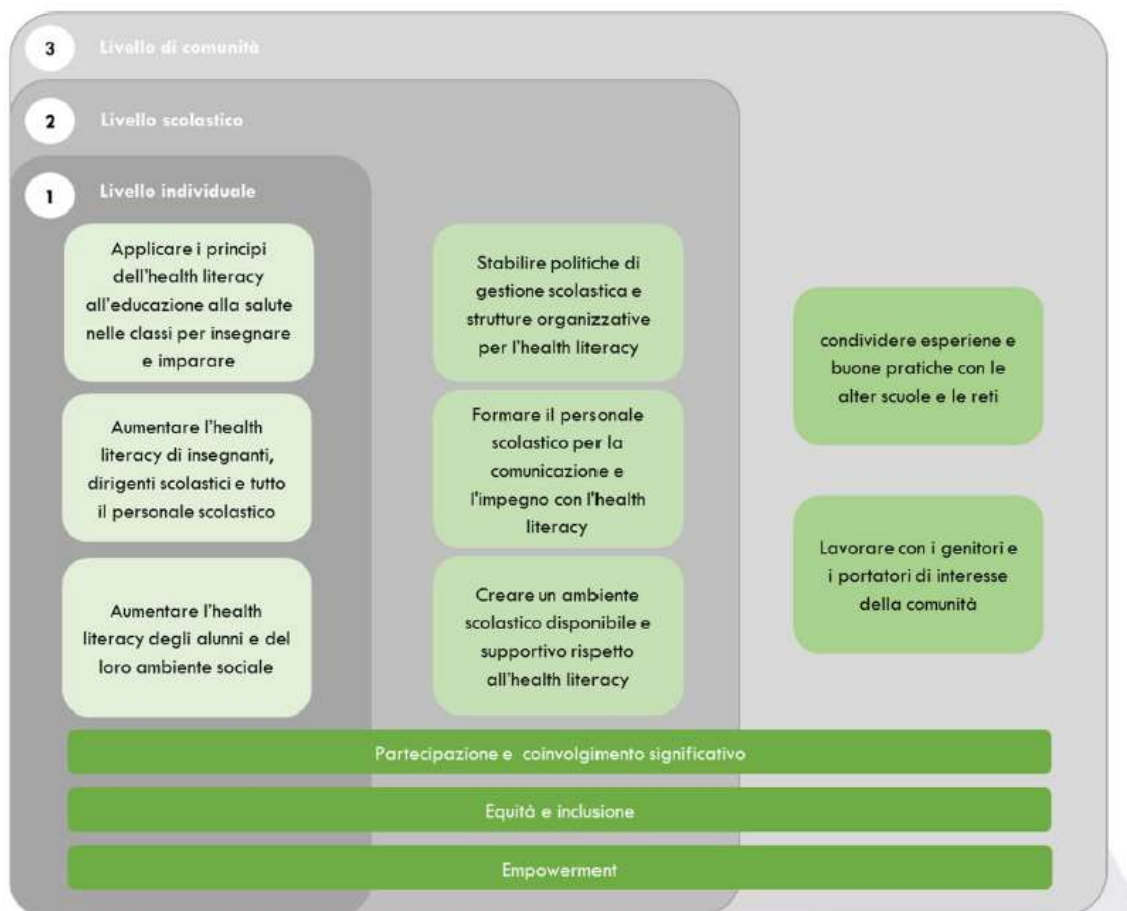 3 Livello di comunità
2 Livello scolastico
1 Livello individuale
Applicare i principi
dell'health literacy
all'educazione alla salute
nelle classi per insegnare
e imparare
Aumentare l'health
literacy di insegnanti,
dirigenti scolastici e tutto
il personale scolastico
Aumentare l'health
literacy degli alunni e del
loro ambiente sociale
Stabilire politiche di
gestione scolastica e
strutture organizzative
per l'health literacy
Formare il personale
scolastico per la
comunicazione e
l'impegno con l'health
literacy
Creare un ambiente
scolastico disponibile e
supportivo rispetto
all'health literacy
condividere esperiene e
buone pratiche con le
alter scuole e le reti
Lavorare con i genitori e
i portatori di interesse
della comunità
Partecipazione e coinvolgimento significativo
Equità e inclusione
Empowerment